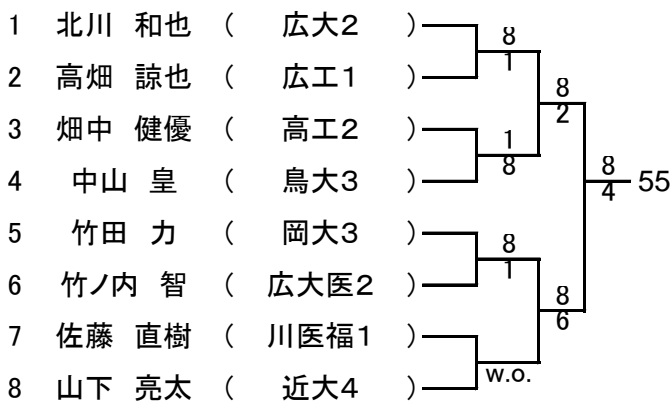 1 北川 和也 ( 広大2 )
8
1
2 高畑 諒也 ( 広工1 )
8
2
3 畑中 健優 ( 高工2 )
1
8
4 中山 皇 ( 鳥大3 )
8
4
55
5 竹田 力 ( 岡大3 )
8
1
6 竹ノ内 智 ( 広大医2 )
8
6
7 佐藤 直樹 ( 川医福1 )
w.o.
8 山下 亮太 ( 近大4 )